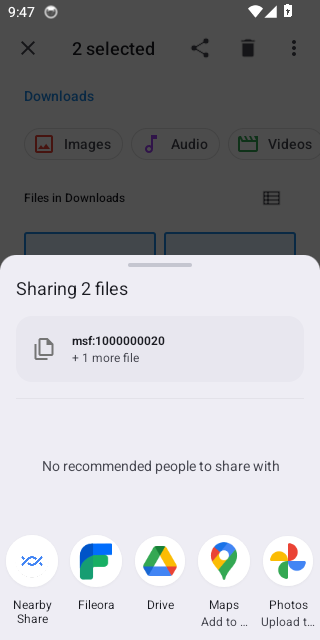 9:47
2 selected
Downloads
Images
Audio
Videos
Files in Downloads
Sharing 2 files
msf:1000000020
+ 1 more file
No recommended people to share with
Nearby
Share
Fileora
Drive
Maps
Add to ...
Photos
Upload t...